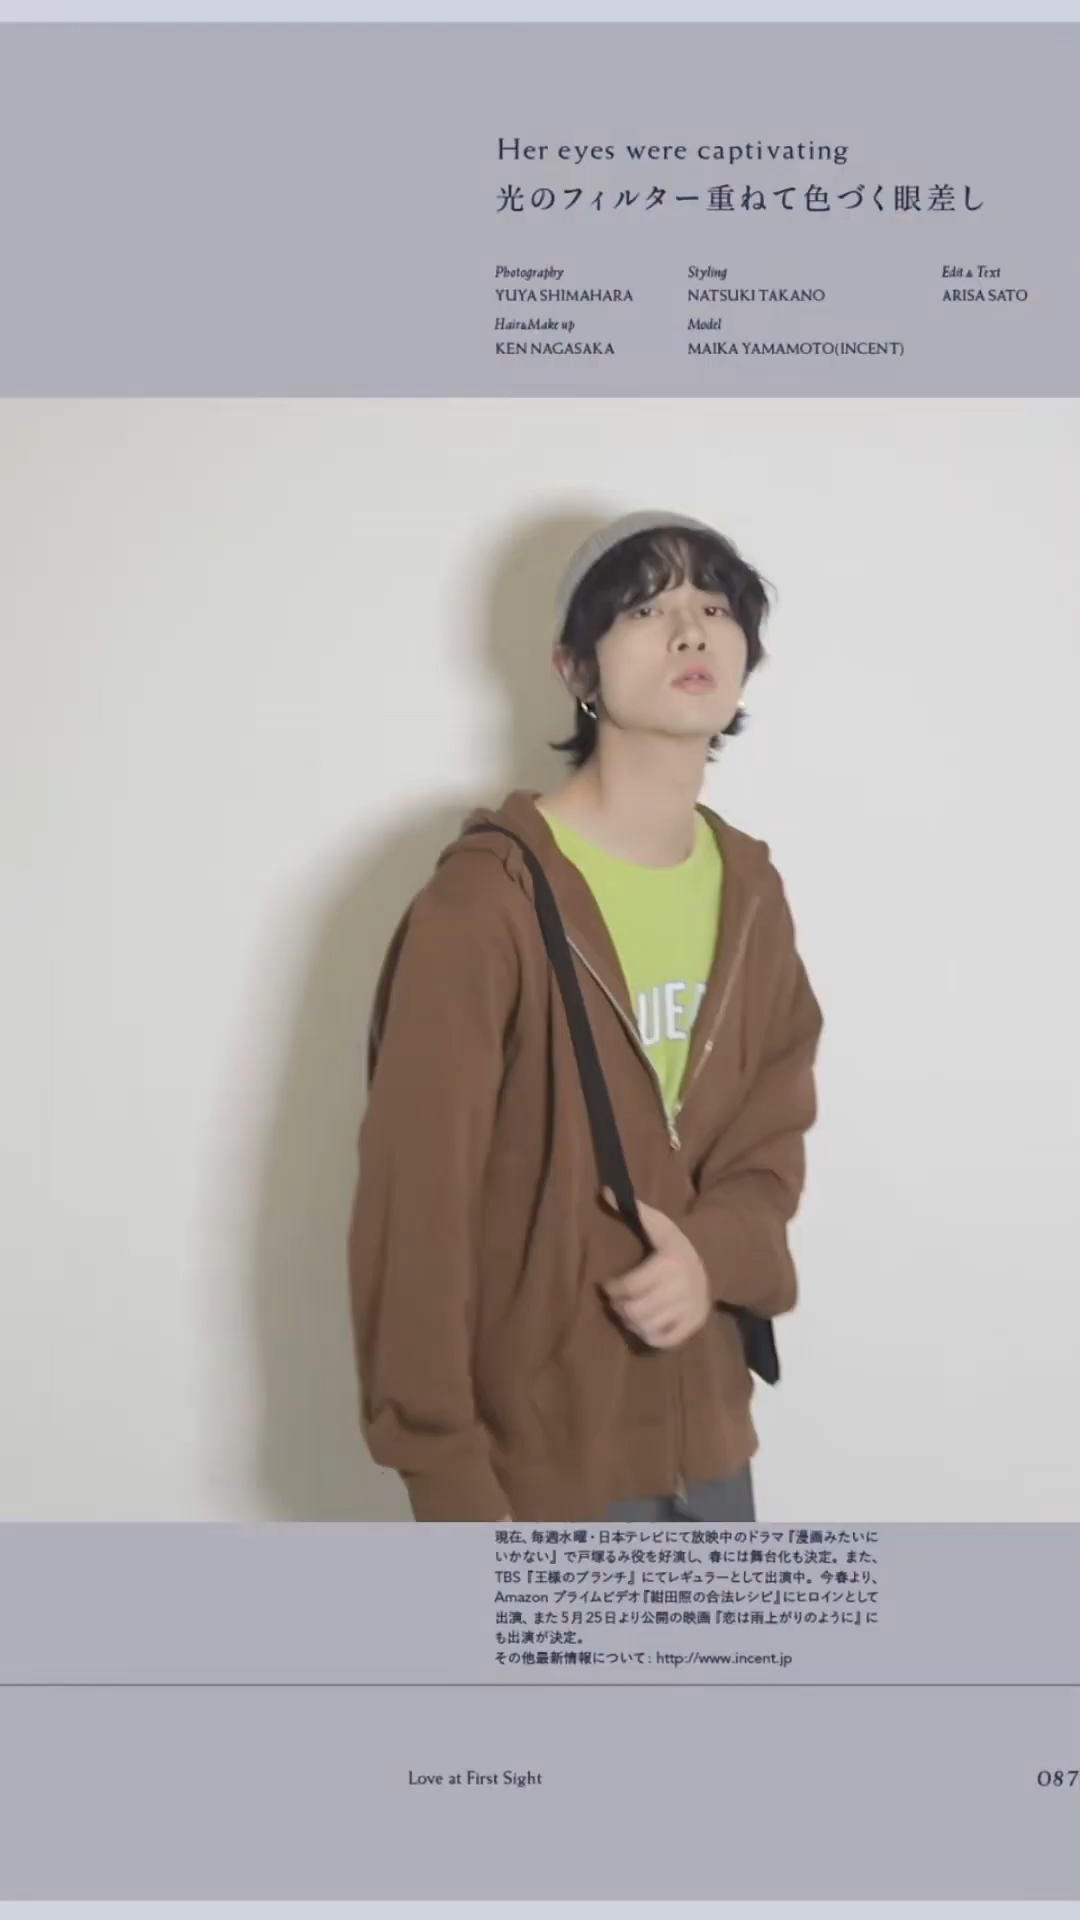 Her eyes were captivating
光のフィルター重ねて色づく眼差し
Photography
YUYA SHIMAHARA
Styling
NATSUKI TAKANO
Edit & Text
ARISA SATO
Hair&Make up
KEN NAGASAKA
Model
MAIKA YAMAMOTO(INCENT)
UE
現在、毎週水曜・日本テレビにて放映中のドラマ『漫画みたいに
いかない』で戸塚るみ役を好演し、春には舞台化も決定。また、
TBS『王様のブランチ』にてレギュラーとして出演中。今春より、
Amazon プライムビデオ『紺田照の合法レシピ』にヒロインとして
出演、また5月25日より公開の映画『恋は雨上がりのように』に
も出演が決定。
その他最新情報について : http://www.incent.jp
Love at First Sight
087